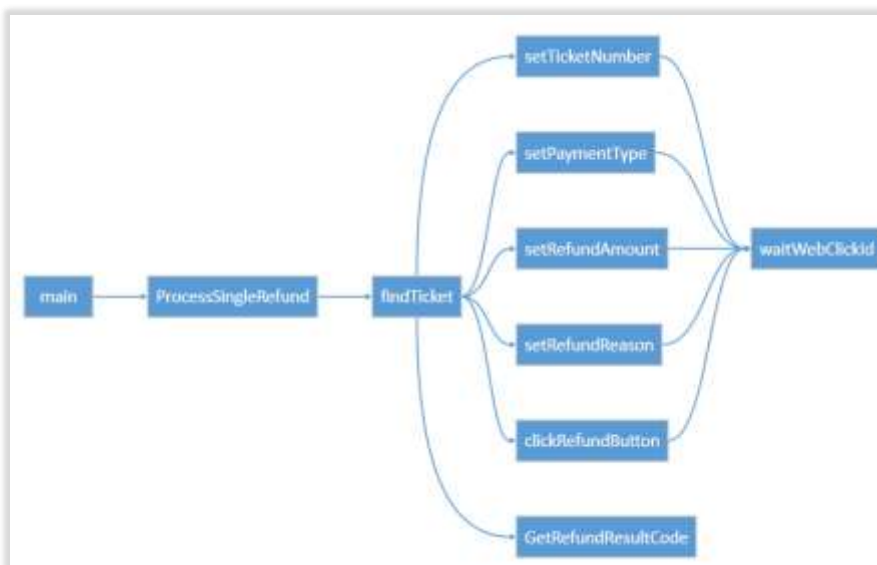 setTicketNumber
setPaymentType
setRefundAmount
waitWebClickId
main
ProcessSingleRefund
findTicket
setRefundReason
clickRefundButton
GetRefundResultCode